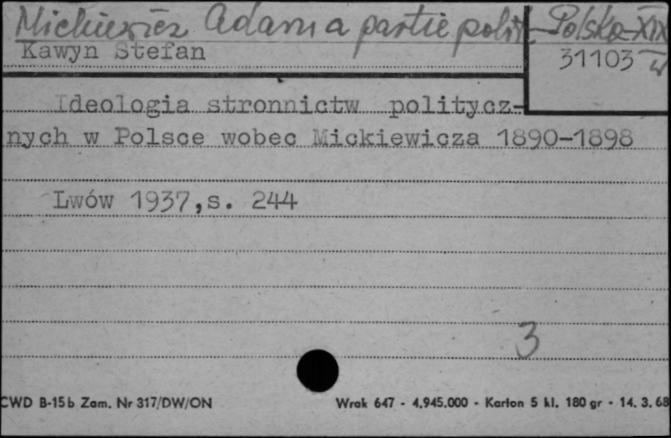 Mickiewicz Adam a partie polit. - Polska - XIX w
Kawyn Stefan
31103
Ideologia stronnictw politycz-
nych w Polsce wobec Mickiewicza 1890-1898
Lwów 1937,s. 244
3
CWD B-15b Zam. Nr 317/DW/ON Wrak 647 - 4.945.000 - Karton 5 kl. 180 gr - 14. 3. 68